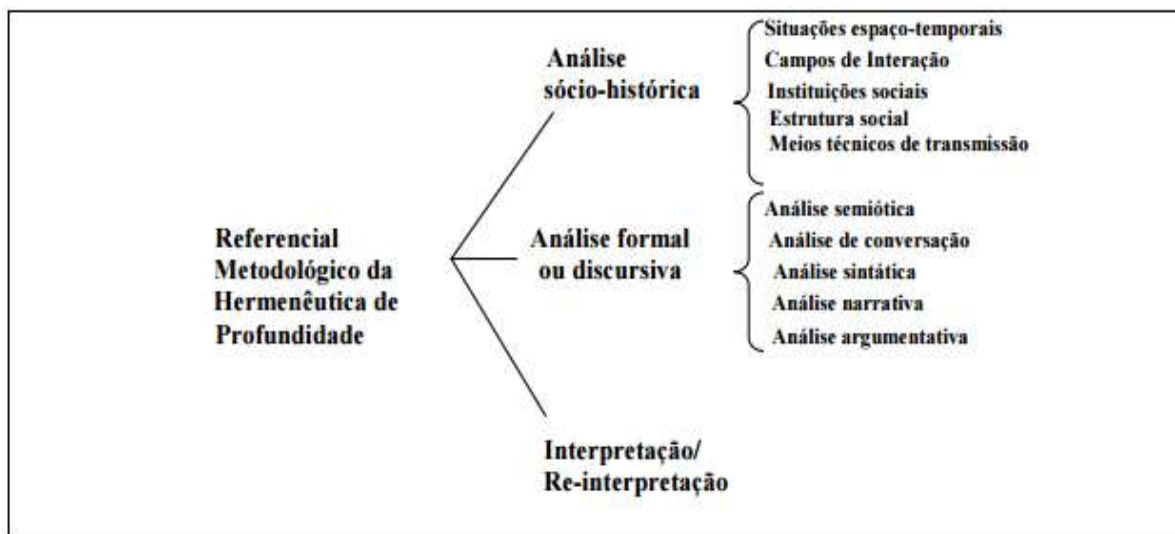 Referencial
Metodológico da
Hermenêutica de
Profundidade
Análise
sócio-histórica
Situações espaço-temporais
Campos de Interação
Instituições sociais
Estrutura social
Meios técnicos de transmissão
Análise formal
ou discursiva
Análise semiótica
Análise de conversação
Análise sintática
Análise narrativa
Análise argumentativa
Interpretação/
Re-interpretação